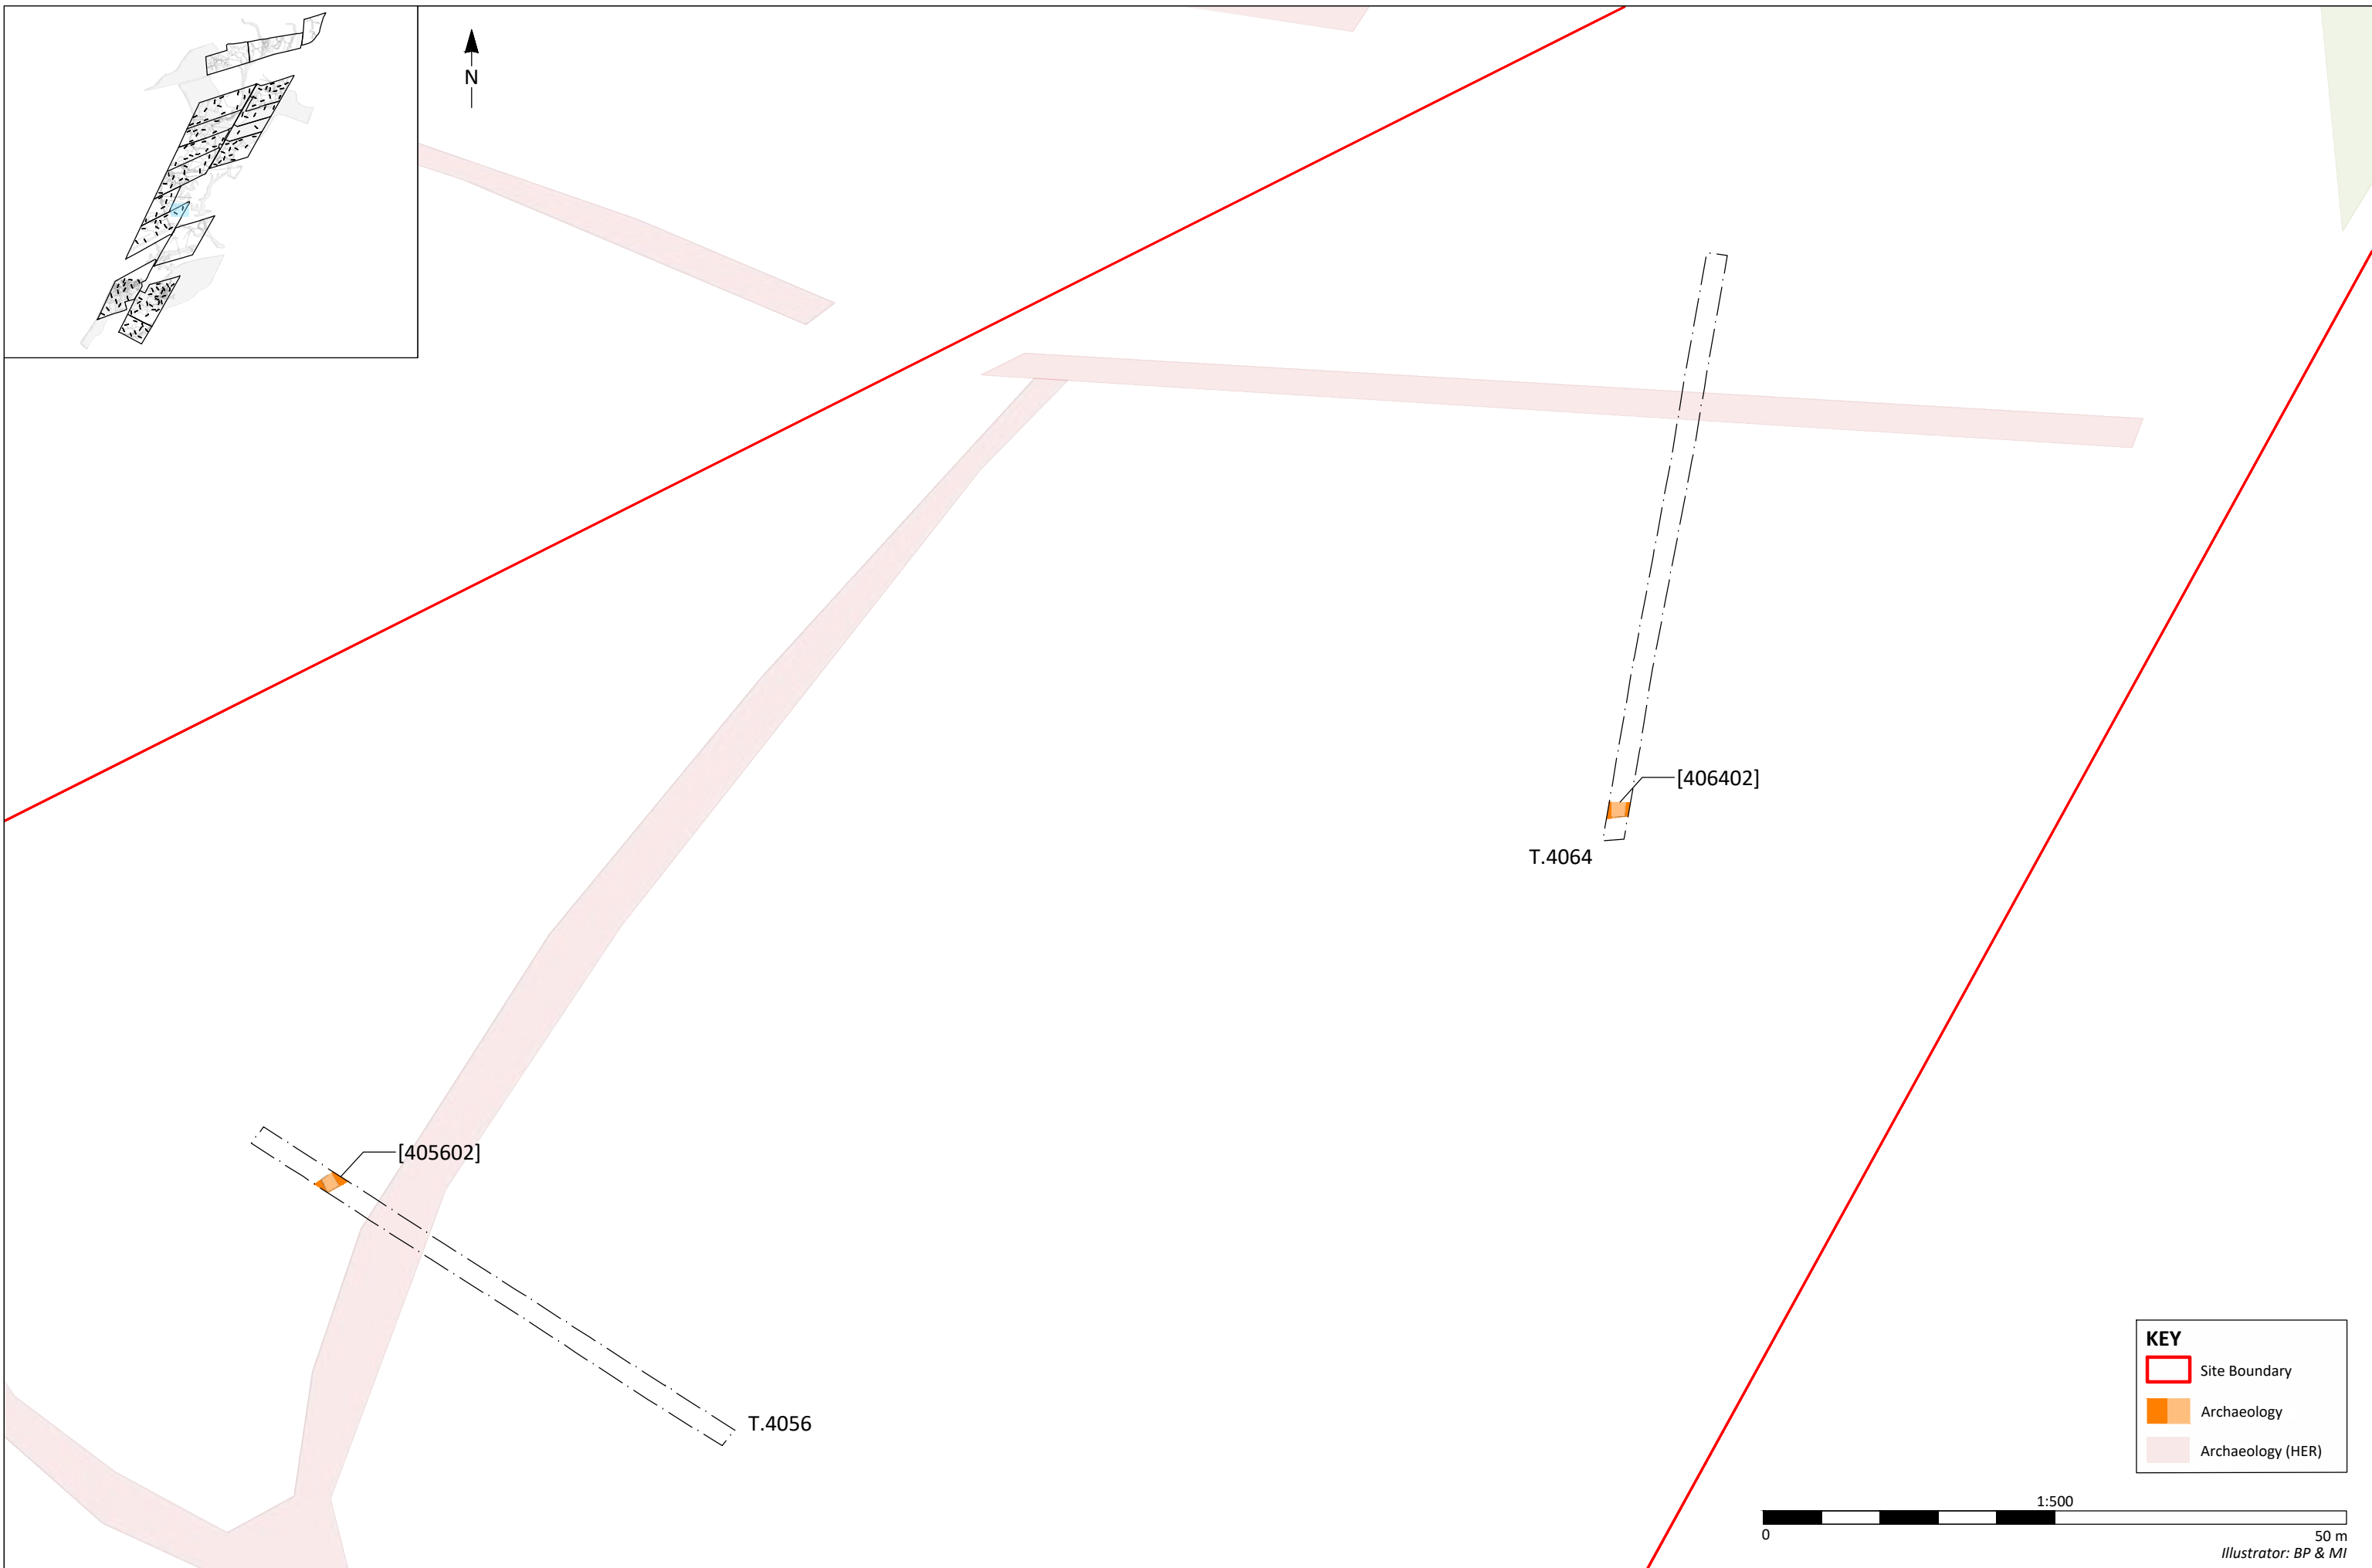 N
[406402]
T.4064
[405602]
T.4056
KEY
Site Boundary
Archaeology
Archaeology (HER)
1:500
0 50 m
Illustrator: BP & MI